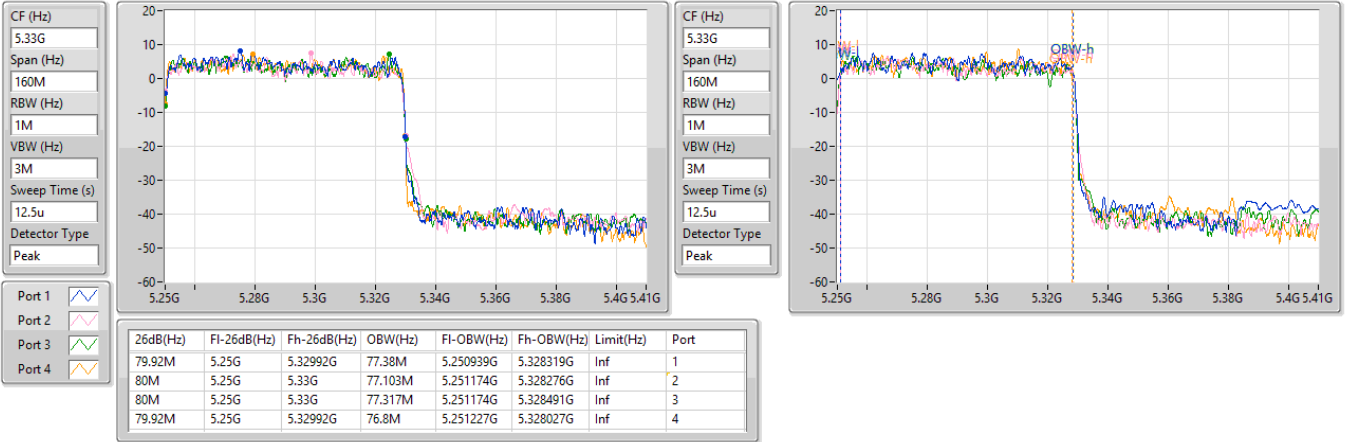 CF (Hz)
5.33G
Span (Hz)
160M
RBW (Hz)
1M
VBW (Hz)
3M
Sweep Time (s)
12.5u
Detector Type
Peak
20
10
0
-10
-20
-30
-40
-50
-60
5.25G 5.28G 5.3G 5.32G 5.34G 5.36G 5.38G 5.4G 5.41G
CF (Hz)
5.33G
Span (Hz)
160M
RBW (Hz)
1M
VBW (Hz)
3M
Sweep Time (s)
12.5u
Detector Type
Peak
20
10
0
-10
-20
-30
-40
-50
-60
OBW-h
5.25G 5.28G 5.3G 5.32G 5.34G 5.36G 5.38G 5.4G 5.41G
Port 1
Port 2
Port 3
Port 4
26dB(Hz) Fl-26dB(Hz) Fh-26dB(Hz) OBW(Hz) Fl-OBW(Hz) Fh-OBW(Hz) Limit(Hz) Port
79.92M 5.25G 5.32992G 77.38M 5.250939G 5.328319G Inf 1
80M 5.25G 5.33G 77.103M 5.251174G 5.328276G Inf 2
80M 5.25G 5.33G 77.317M 5.251174G 5.328491G Inf 3
79.92M 5.25G 5.32992G 76.8M 5.251227G 5.328027G Inf 4